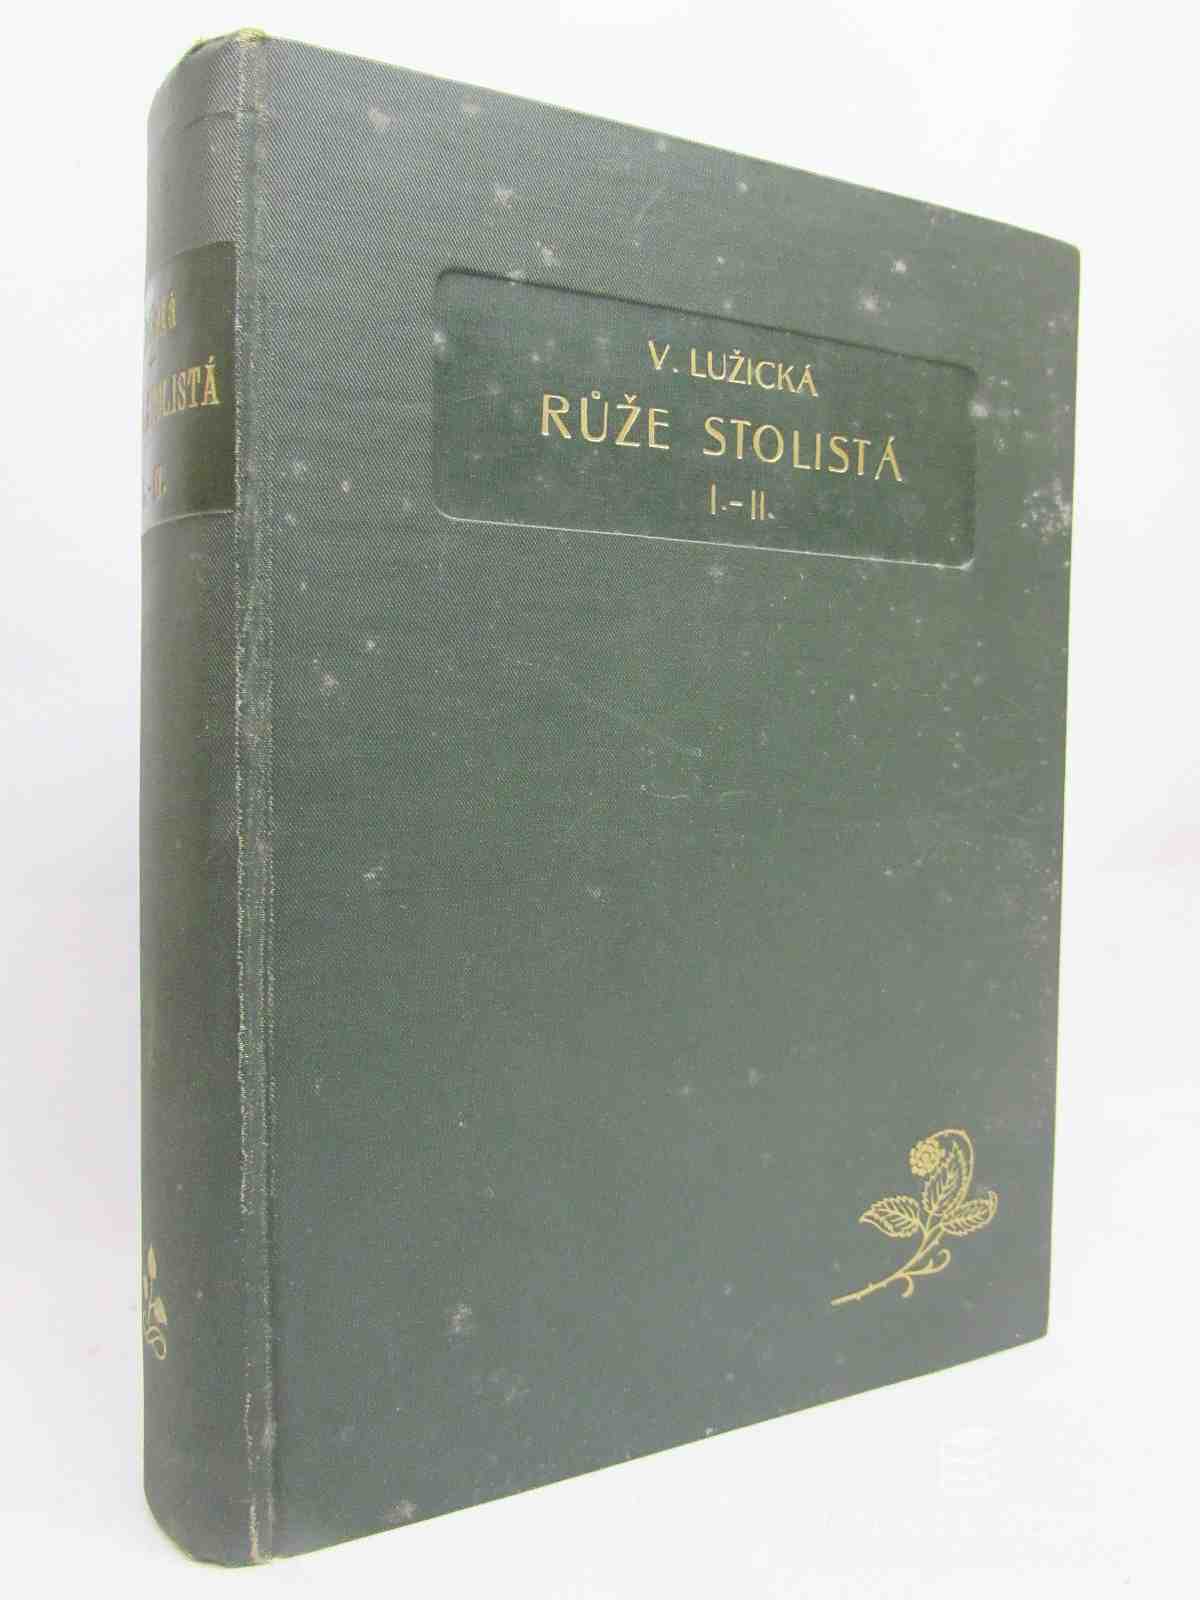 V. LUŽICKÁ
RŮŽE STOLISTÁ
I.-II.